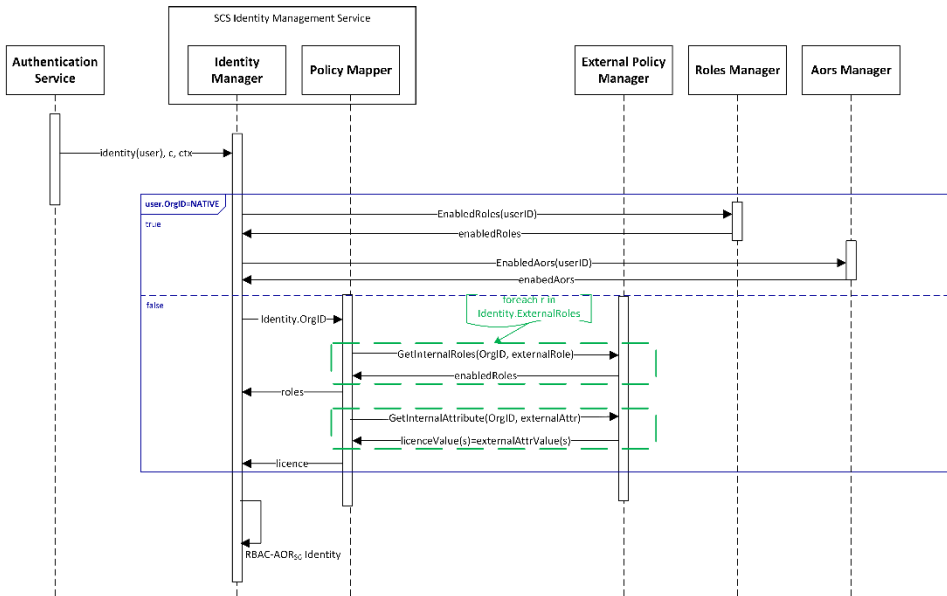 SCS Identity Management Service
Authentication
Service
Identity
Manager
Policy Mapper
External Policy
Manager
Roles Manager
Aors Manager
identity(user), c, ctx
user.OrgID=NATIVE
true
EnabledRoles(userID)
enabledRoles
EnabledAors(userID)
enabedAors
false
foreach r in
Identity.ExternalRoles
Identity.OrgID
GetInternalRoles(OrgID, externalRole)
enabledRoles
roles
GetInternalAttribute(OrgID, externalAttr)
licenceValue(s)=externalAttrValue(s)
licence
RBAC-AORSG Identity